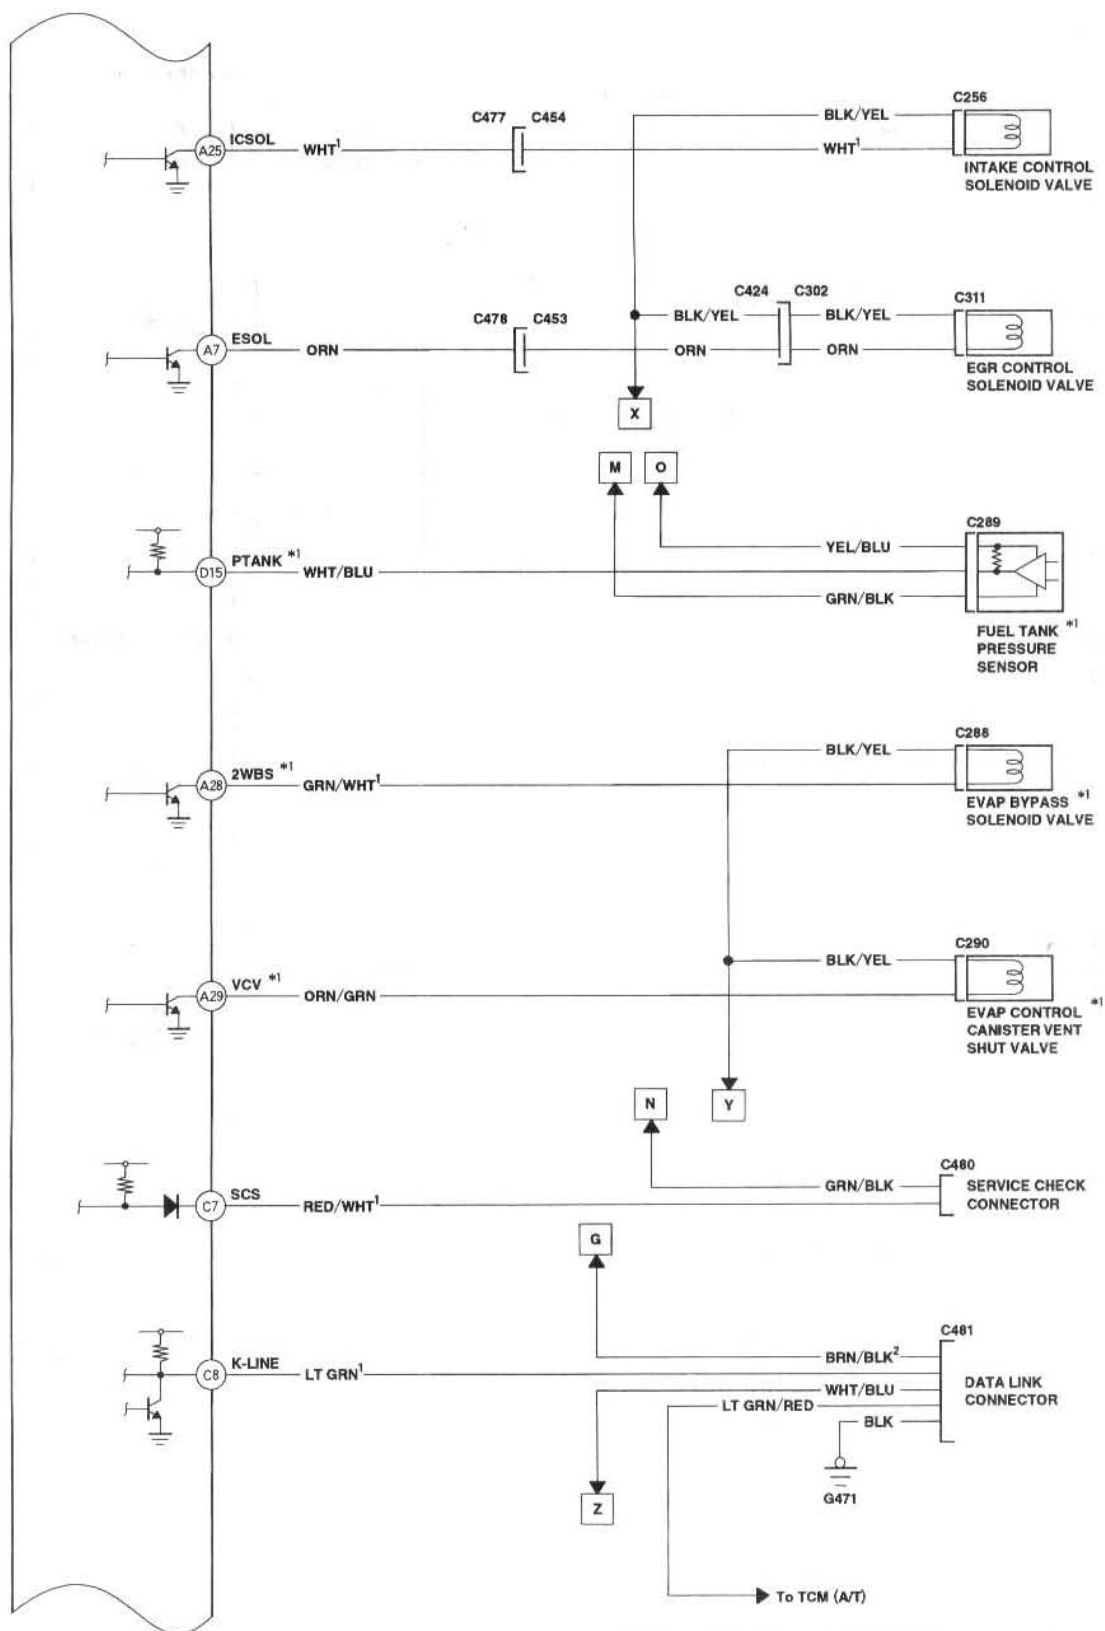 C256
BLK/YEL
C477 C454
ICSOL
A25
WHT¹
WHT¹
INTAKE CONTROL
SOLENOID VALVE
C424 C302
C311
C478 C453
BLK/YEL
BLK/YEL
ESOL
A7
ORN
ORN
ORN
EGR CONTROL
SOLENOID VALVE
X
M
O
C289
YEL/BLU
PTANK *1
D15
WHT/BLU
GRN/BLK
FUEL TANK *1
PRESSURE
SENSOR
C288
BLK/YEL
2WBS *1
A28
GRN/WHT¹
EVAP BYPASS *1
SOLENOID VALVE
C290
BLK/YEL
VCV *1
A29
ORN/GRN
EVAP CONTROL *1
CANISTER VENT
SHUT VALVE
N
Y
C480
GRN/BLK
SERVICE CHECK
CONNECTOR
SCS
C7
RED/WHT¹
G
C481
BRN/BLK²
K-LINE
C8
LT GRN¹
DATA LINK
CONNECTOR
WHT/BLU
LT GRN/RED
BLK
G471
Z
To TCM (A/T)